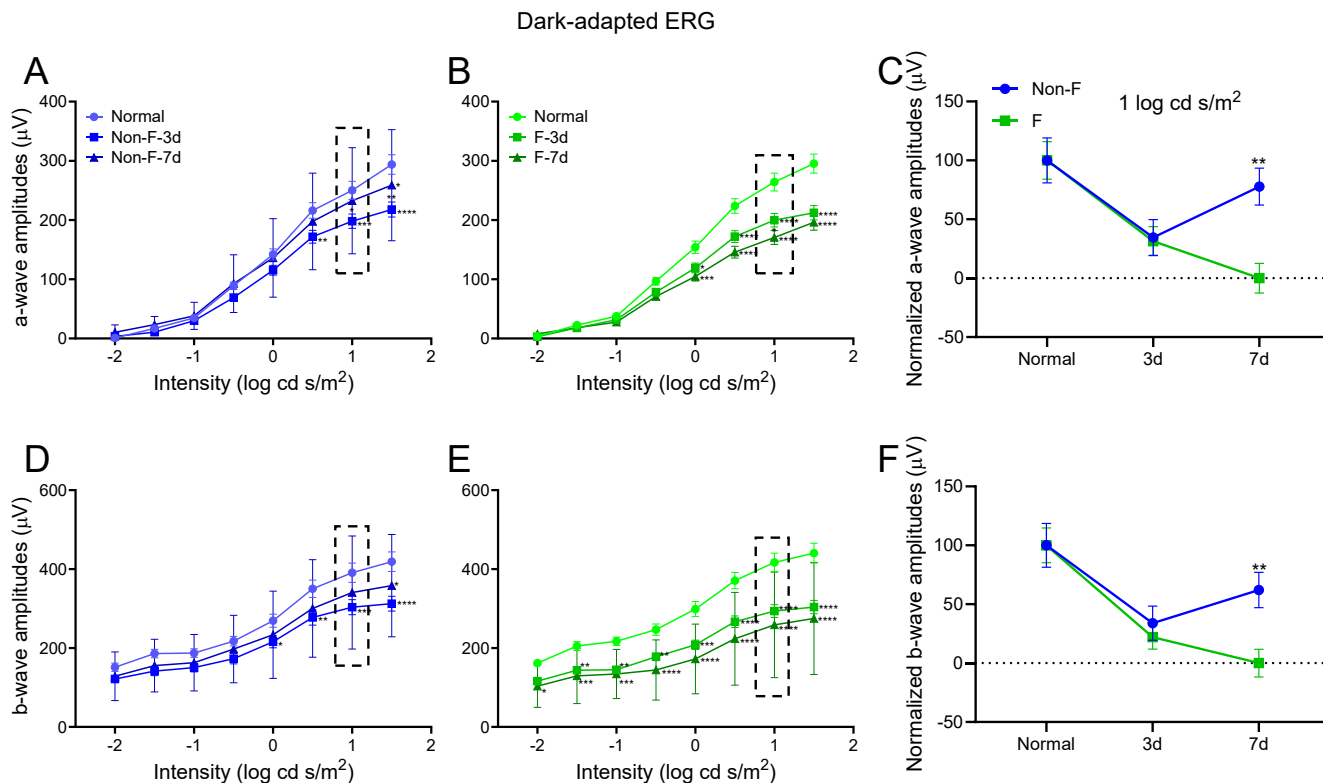 Dark-adapted ERG
A
a-wave amplitudes (μV)
400
300
200
100
0
Normal
Non-F-3d
Non-F-7d
**
*
***
*
**
****
-2
-1
0
1
2
Intensity (log cd s/m²)
B
400
300
200
100
0
Normal
F-3d
F-7d
*
***
****
****
****
*
****
****
****
-2
-1
0
1
2
Intensity (log cd s/m²)
C
Normalized a-wave amplitudes (μV)
150
100
50
0
-50
Non-F
F
1 log cd s/m²
**
Normal
3d
7d
D
b-wave amplitudes (μV)
600
400
200
0
*
**
***
*
****
-2
-1
0
1
2
Intensity (log cd s/m²)
E
600
400
200
0
*
**
***
**
***
**
****
***
****
****
****
****
****
****
****
-2
-1
0
1
2
Intensity (log cd s/m²)
F
Normalized b-wave amplitudes (μV)
150
100
50
0
-50
**
Normal
3d
7d